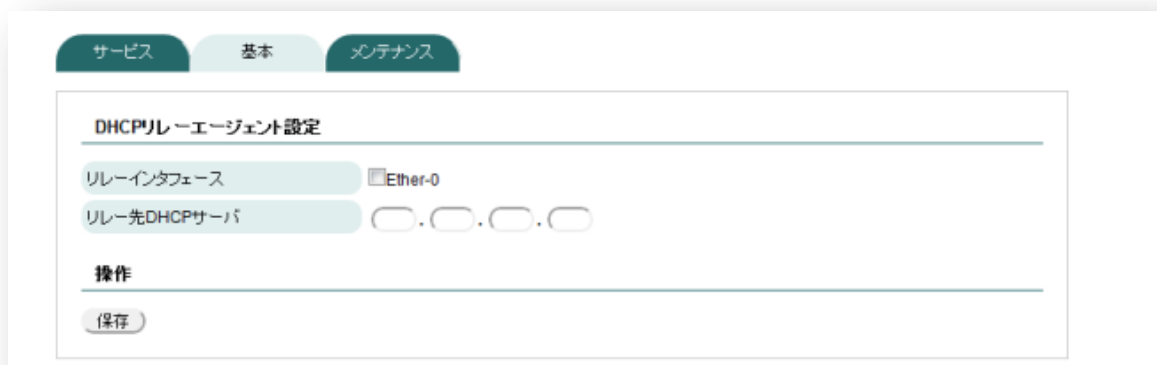 サービス 基本 メンテナンス
DHCPリレーエージェント設定
リレーインタフェース Ether-0
リレー先DHCPサーバ . . .
操作
保存